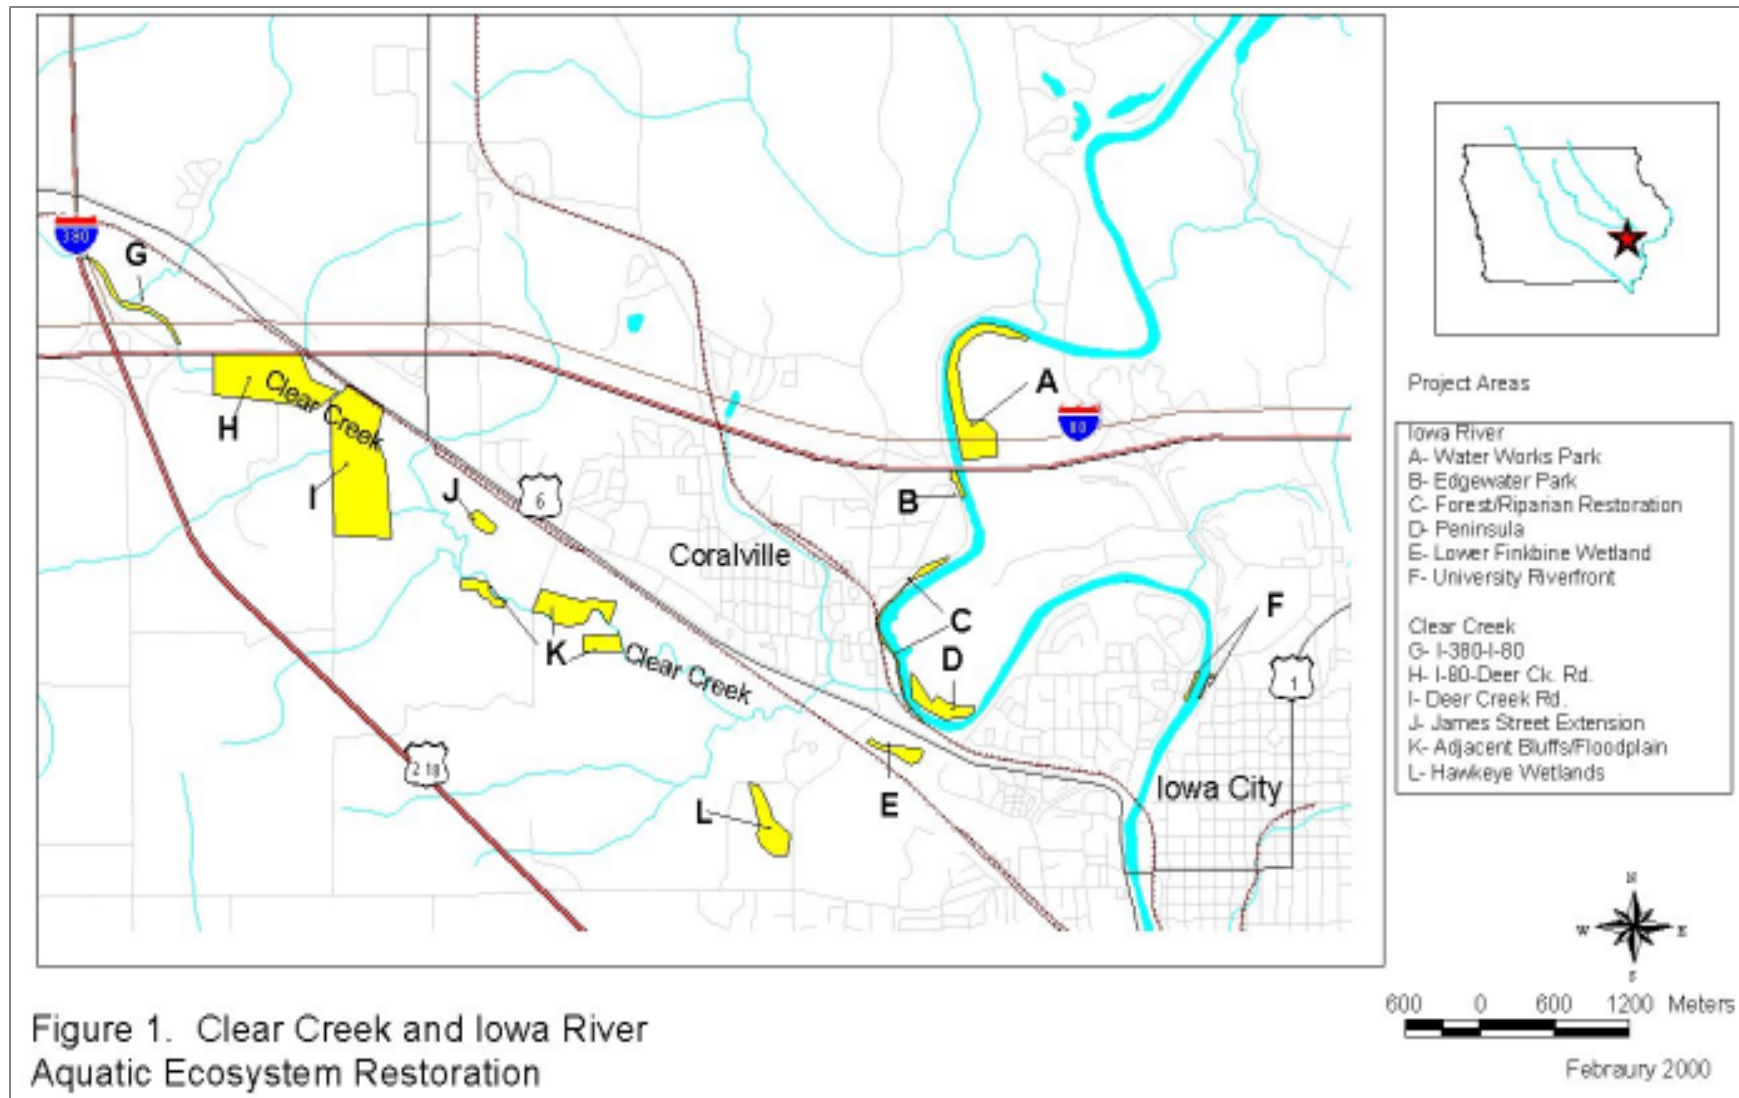 380
G
H
Clear Creek
I
J
6
K
Clear Creek
Coralville
A
80
B
C
D
E
F
1
Iowa City
L
2 18
Project Areas
Iowa River
A- Water Works Park
B- Edgewater Park
C- Forest/Riparian Restoration
D- Peninsula
E- Lower Finkbine Wetland
F- University Riverfront
Clear Creek
G- I-380-I-80
H- I-80-Deer Ck. Rd.
I- Deer Creek Rd.
J- James Street Extension
K- Adjacent Bluffs/Floodplain
L- Hawkeye Wetlands
N
W E
S
600 0 600 1200 Meters
Febraury 2000
Figure 1. Clear Creek and Iowa River
Aquatic Ecosystem Restoration